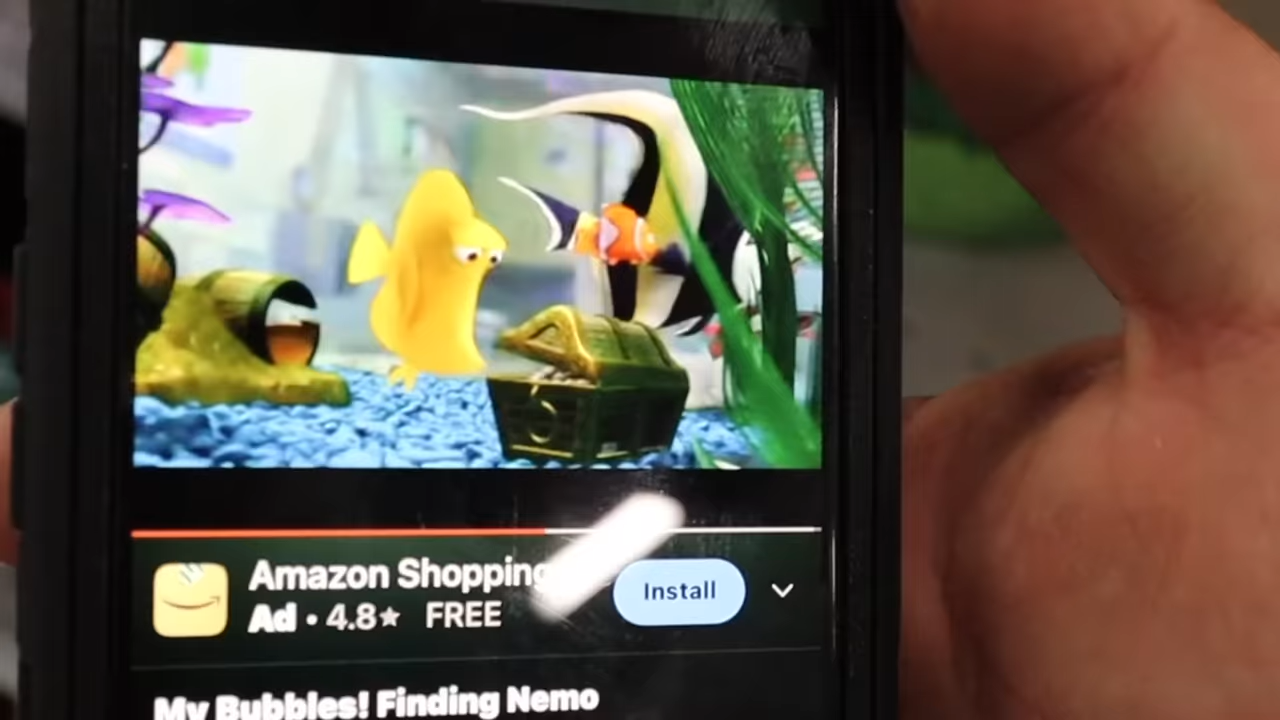 Amazon Shopping
Ad • 4.8★ FREE
Install
My Bubbles! Finding Nemo